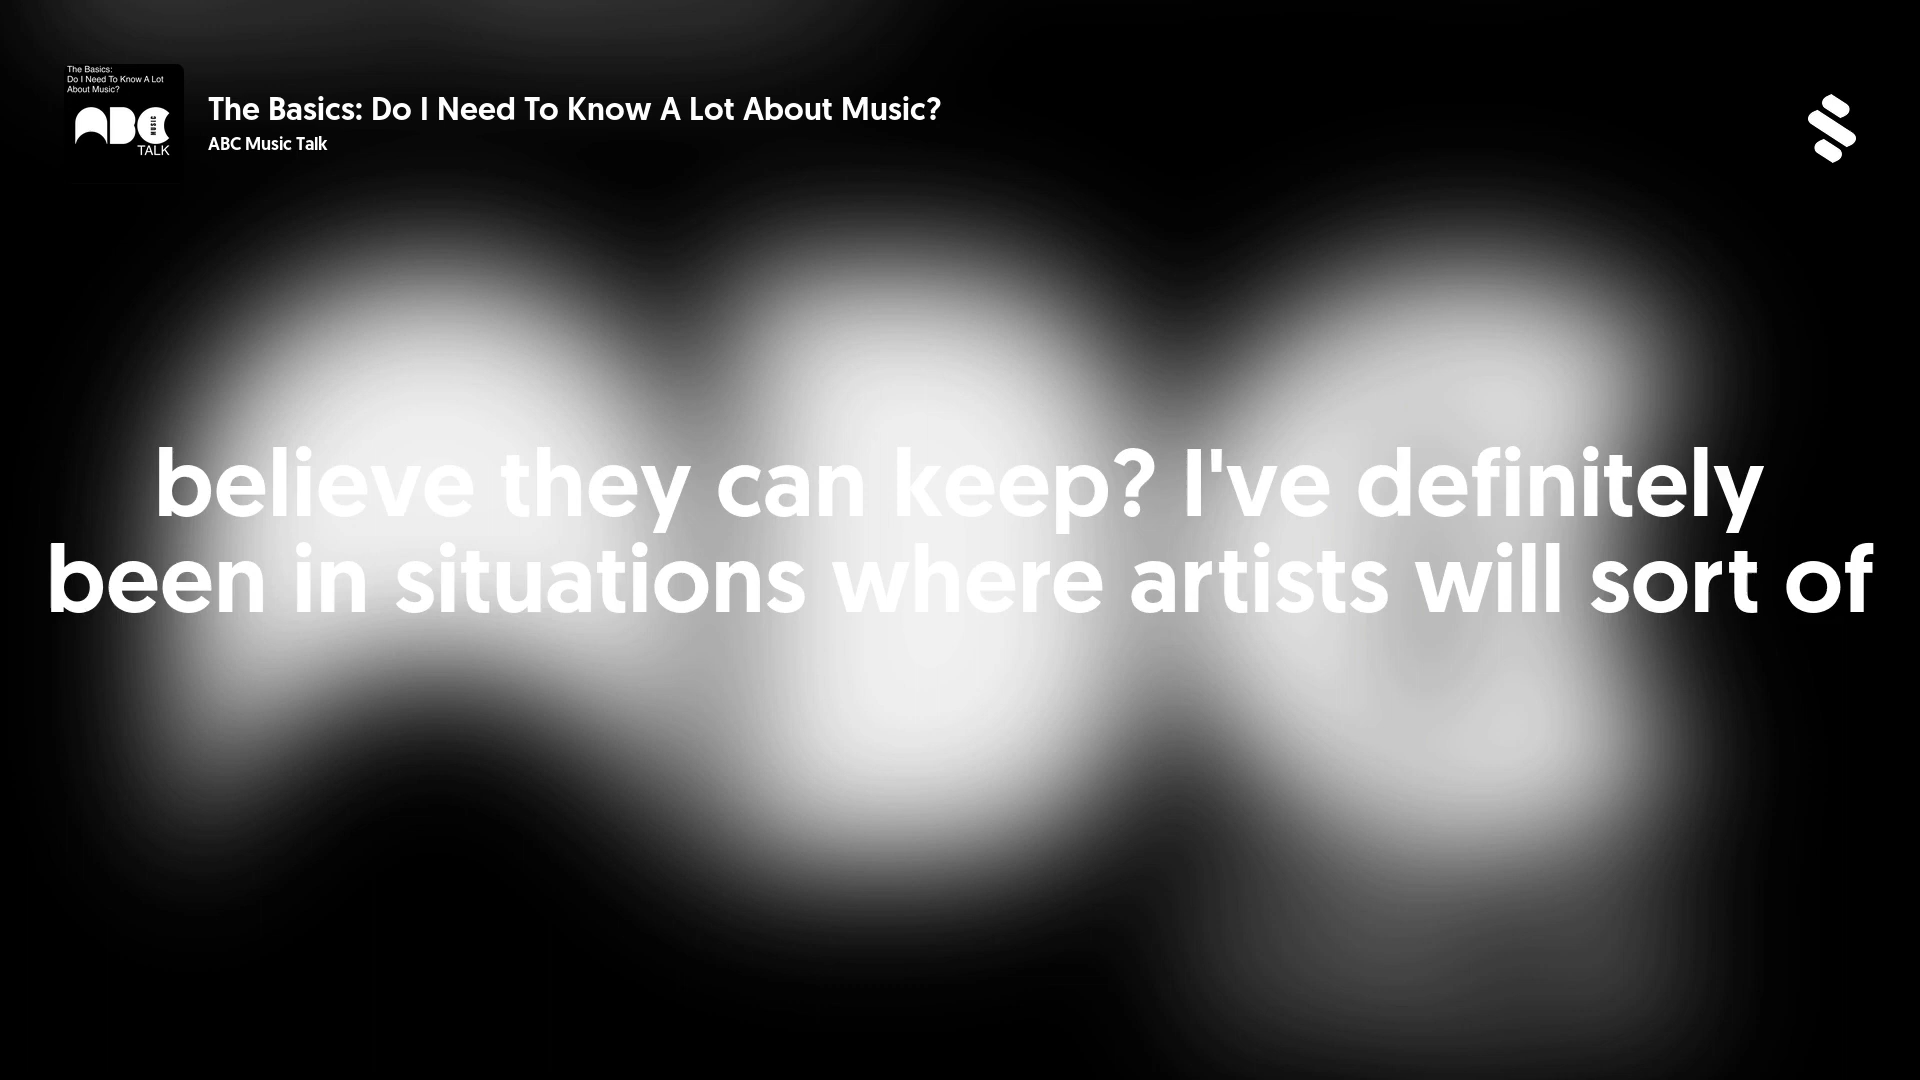 The Basics:
Do I Need To Know A Lot
About Music?
ABC
MUSIC
TALK
The Basics: Do I Need To Know A Lot About Music?
ABC Music Talk
believe they can keep? I've definitely
been in situations where artists will sort of